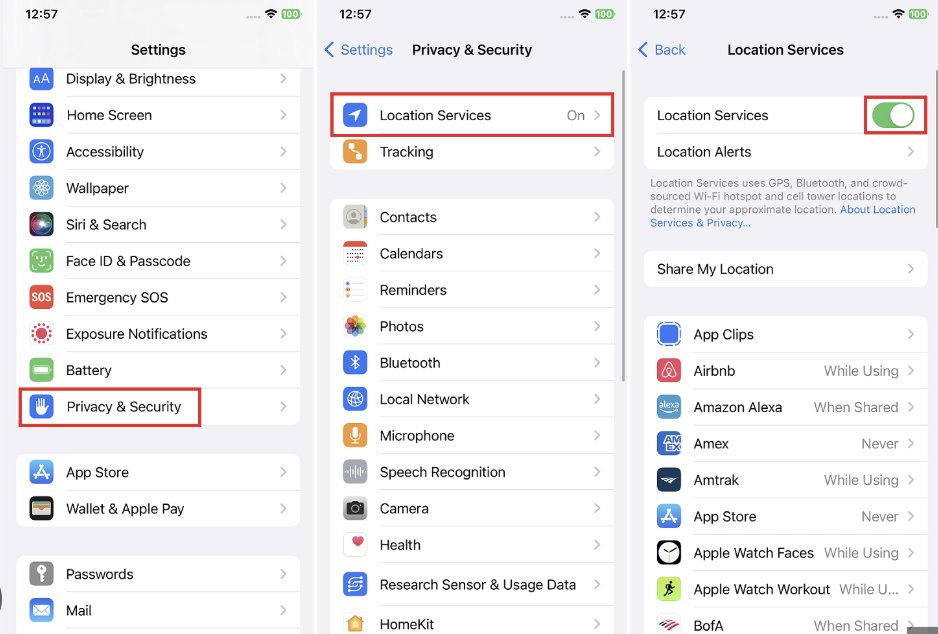 12:57
100
Settings
AA
Display & Brightness
Home Screen
Accessibility
Wallpaper
Siri & Search
Face ID & Passcode
SOS
Emergency SOS
Exposure Notifications
Battery
Privacy & Security
App Store
Wallet & Apple Pay
Passwords
Mail
12:57
100
Settings
Privacy & Security
Location Services On
Tracking
Contacts
Calendars
Reminders
Photos
Bluetooth
Local Network
Microphone
Speech Recognition
Camera
Health
Research Sensor & Usage Data
HomeKit
12:57
100
Back
Location Services
Location Services
Location Alerts
Location Services uses GPS, Bluetooth, and crowd-
sourced Wi-Fi hotspot and cell tower locations to
determine your approximate location. About Location
Services & Privacy...
Share My Location
App Clips
Airbnb While Using
alexa
Amazon Alexa When Shared
AM
EX
Amex Never
Amtrak While Using
App Store Never
Apple Watch Faces While Using
Apple Watch Workout While U...
BofA When Shared